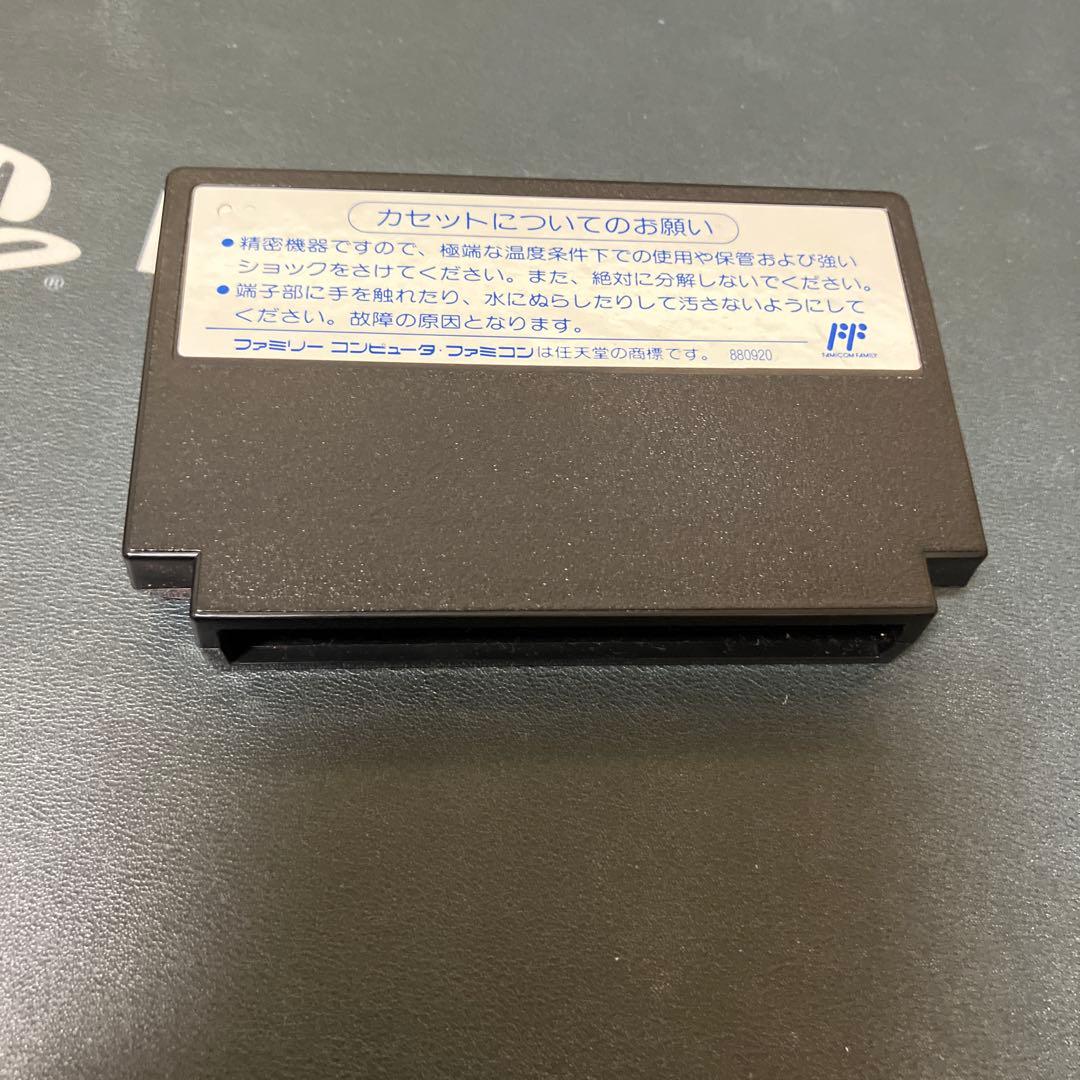 カセットについてのお願い
●精密機器ですので、極端な温度条件下での使用や保管および強い
ショックをさけてください。また、絶対に分解しないでください。
●端子部に手を触れたり、水にぬらしたりして汚さないようにして
ください。故障の原因となります。
ファミリー コンピュータ・ファミコンは任天堂の商標です。 880920
FAMICOM FAMILY
®